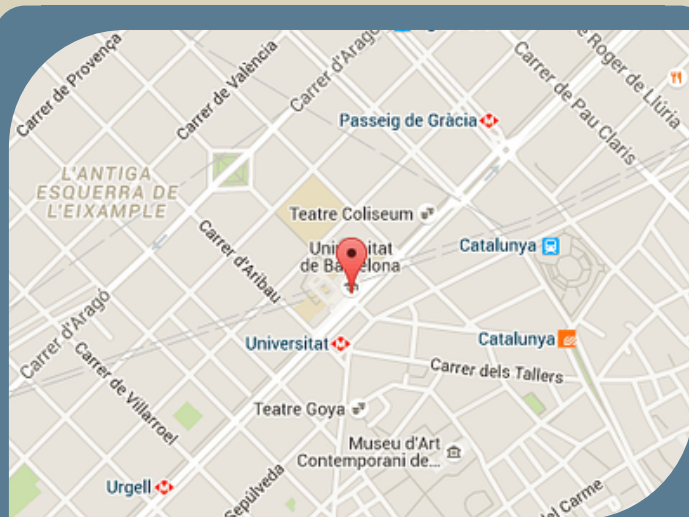 Carrer de Provença
Carrer de València
Carrer d'Aragó
de Roger de Llúria
Carrer de Pau Claris
Passeig de Gràcia
L'ANTIGA
ESQUERRA DE
L'EIXAMPLE
Teatre Coliseum
Universitat
de Barcelona
Catalunya
Carrer d'Aribau
Carrer d'Aragó
Universitat
Catalunya
Carrer dels Tallers
Carrer de Villarroel
Teatre Goya
Museu d'Art
Contemporani de...
Urgell
Sepúlveda
del Carme